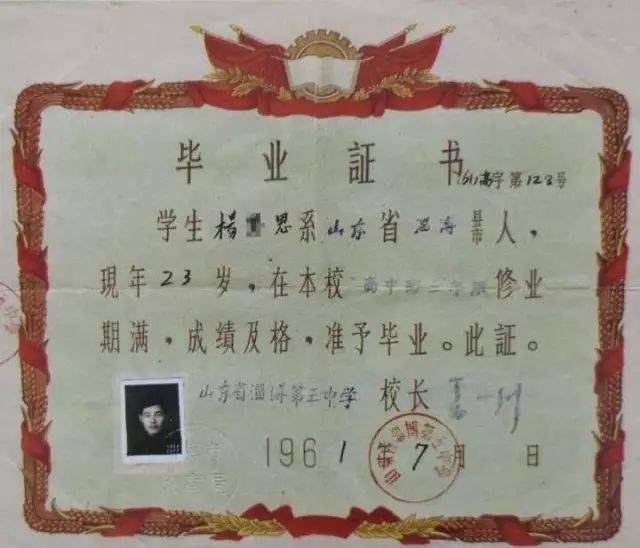 毕业証书
(61)高字第123号
学生楊思系山东省淄博县市人，
現年23岁，在本校高中部三年級修业
期满，成绩及格，准予毕业。此証。
山东省淄博第五中学 校长
1961年7月 日